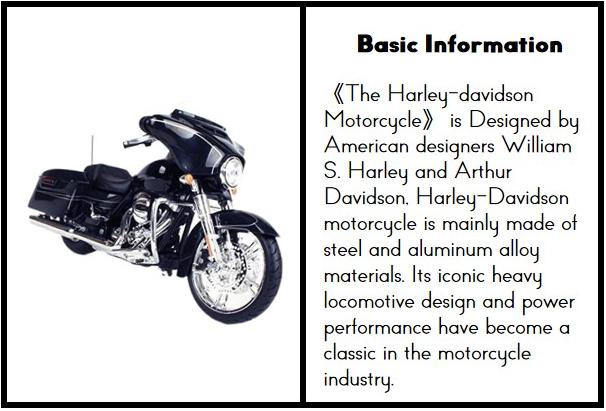 Basic Information
《The Harley-davidson
Motorcycle》 is Designed by
American designers William
S. Harley and Arthur
Davidson. Harley-Davidson
motorcycle is mainly made of
steel and aluminum alloy
materials. Its iconic heavy
locomotive design and power
performance have become a
classic in the motorcycle
industry.